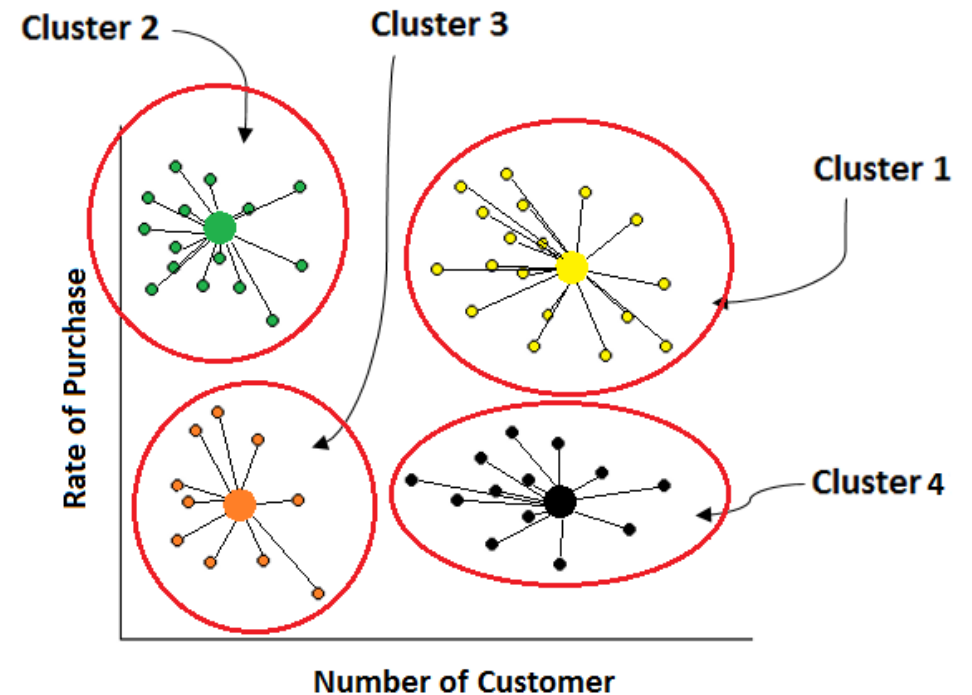 Cluster 2
Cluster 3
Cluster 1
Rate of Purchase
Cluster 4
Number of Customer